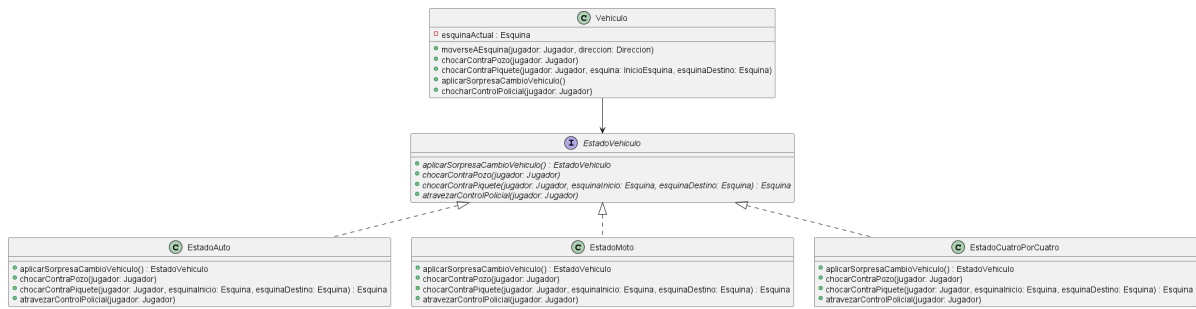 C Vehiculo
esquinaActual : Esquina
moverseAEsquina(jugador: Jugador, direccion: Direccion)
chocarContraPozo(jugador: Jugador)
chocarContraPiquete(jugador: Jugador, esquina: InicioEsquina, esquinaDestino: Esquina)
aplicarSorpresaCambioVehiculo()
chocharControlPolicial(jugador: Jugador)
I EstadoVehiculo
aplicarSorpresaCambioVehiculo() : EstadoVehiculo
chocarContraPozo(jugador: Jugador)
chocarContraPiquete(jugador: Jugador, esquinaInicio: Esquina, esquinaDestino: Esquina) : Esquina
atravezarControlPolicial(jugador: Jugador)
C EstadoAuto
aplicarSorpresaCambioVehiculo() : EstadoVehiculo
chocarContraPozo(jugador: Jugador)
chocarContraPiquete(jugador: Jugador, esquinaInicio: Esquina, esquinaDestino: Esquina) : Esquina
atravezarControlPolicial(jugador: Jugador)
C EstadoMoto
aplicarSorpresaCambioVehiculo() : EstadoVehiculo
chocarContraPozo(jugador: Jugador)
chocarContraPiquete(jugador: Jugador, esquinaInicio: Esquina, esquinaDestino: Esquina) : Esquina
atravezarControlPolicial(jugador: Jugador)
C EstadoCuatroPorCuatro
aplicarSorpresaCambioVehiculo() : EstadoVehiculo
chocarContraPozo(jugador: Jugador)
chocarContraPiquete(jugador: Jugador, esquinaInicio: Esquina, esquinaDestino: Esquina) : Esquina
atravezarControlPolicial(jugador: Jugador)